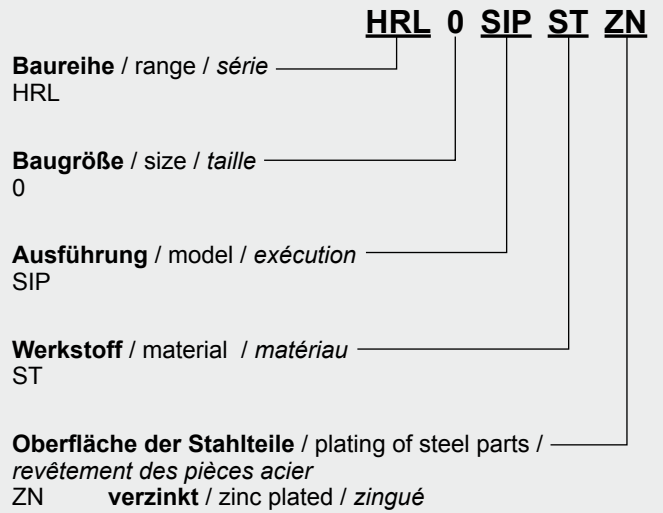 HRL 0 SIP ST ZN
Baureihe / range / série
HRL
Baugröße / size / taille
0
Ausführung / model / exécution
SIP
Werkstoff / material / matériau
ST
Oberfläche der Stahlteile / plating of steel parts /
revêtement des pièces acier
ZN verzinkt / zinc plated / zingué